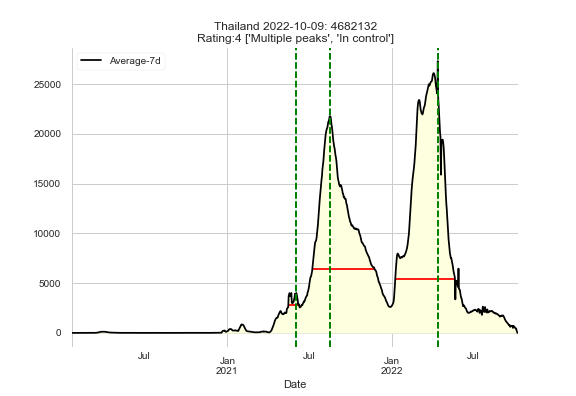 Thailand 2022-10-09: 4682132
Rating:4 ['Multiple peaks', 'In control']
Average-7d
25000
20000
15000
10000
5000
0
Jul
Jan
2021
Jul
Jan
2022
Jul
Date